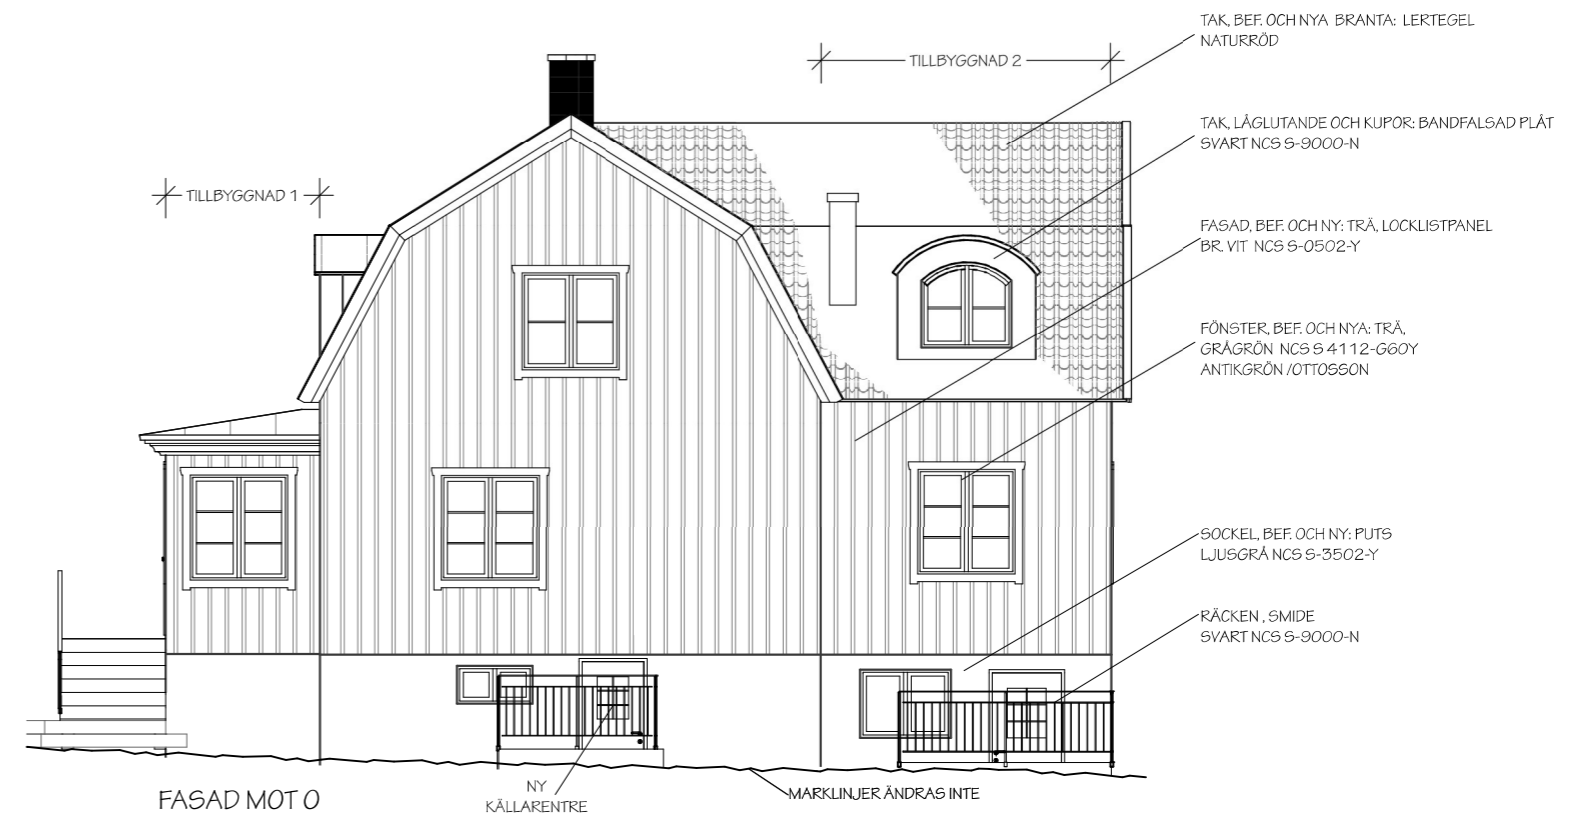 TAK, BEF. OCH NYA BRANTA: LERTEGEL
NATURRÖD
TILLBYGGNAD 2
TAK, LÅGLUTANDE OCH KUPOR: BANDFALSAD PLÅT
SVART NCS S-9000-N
TILLBYGGNAD 1
FASAD, BEF. OCH NY: TRÄ, LOCKLISTPANEL
BR. VIT NCS S-0502-Y
FÖNSTER, BEF. OCH NYA: TRÄ,
GRÅGRÖN NCS S 4112-G60Y
ANTIKGRÖN /OTTOSSON
SOCKEL, BEF. OCH NY: PUTS
LJUSGRÅ NCS S-3502-Y
RÄCKEN , SMIDE
SVART NCS S-9000-N
NY
KÄLLARENTRE
MARKLINJER ÄNDRAS INTE
FASAD MOT O